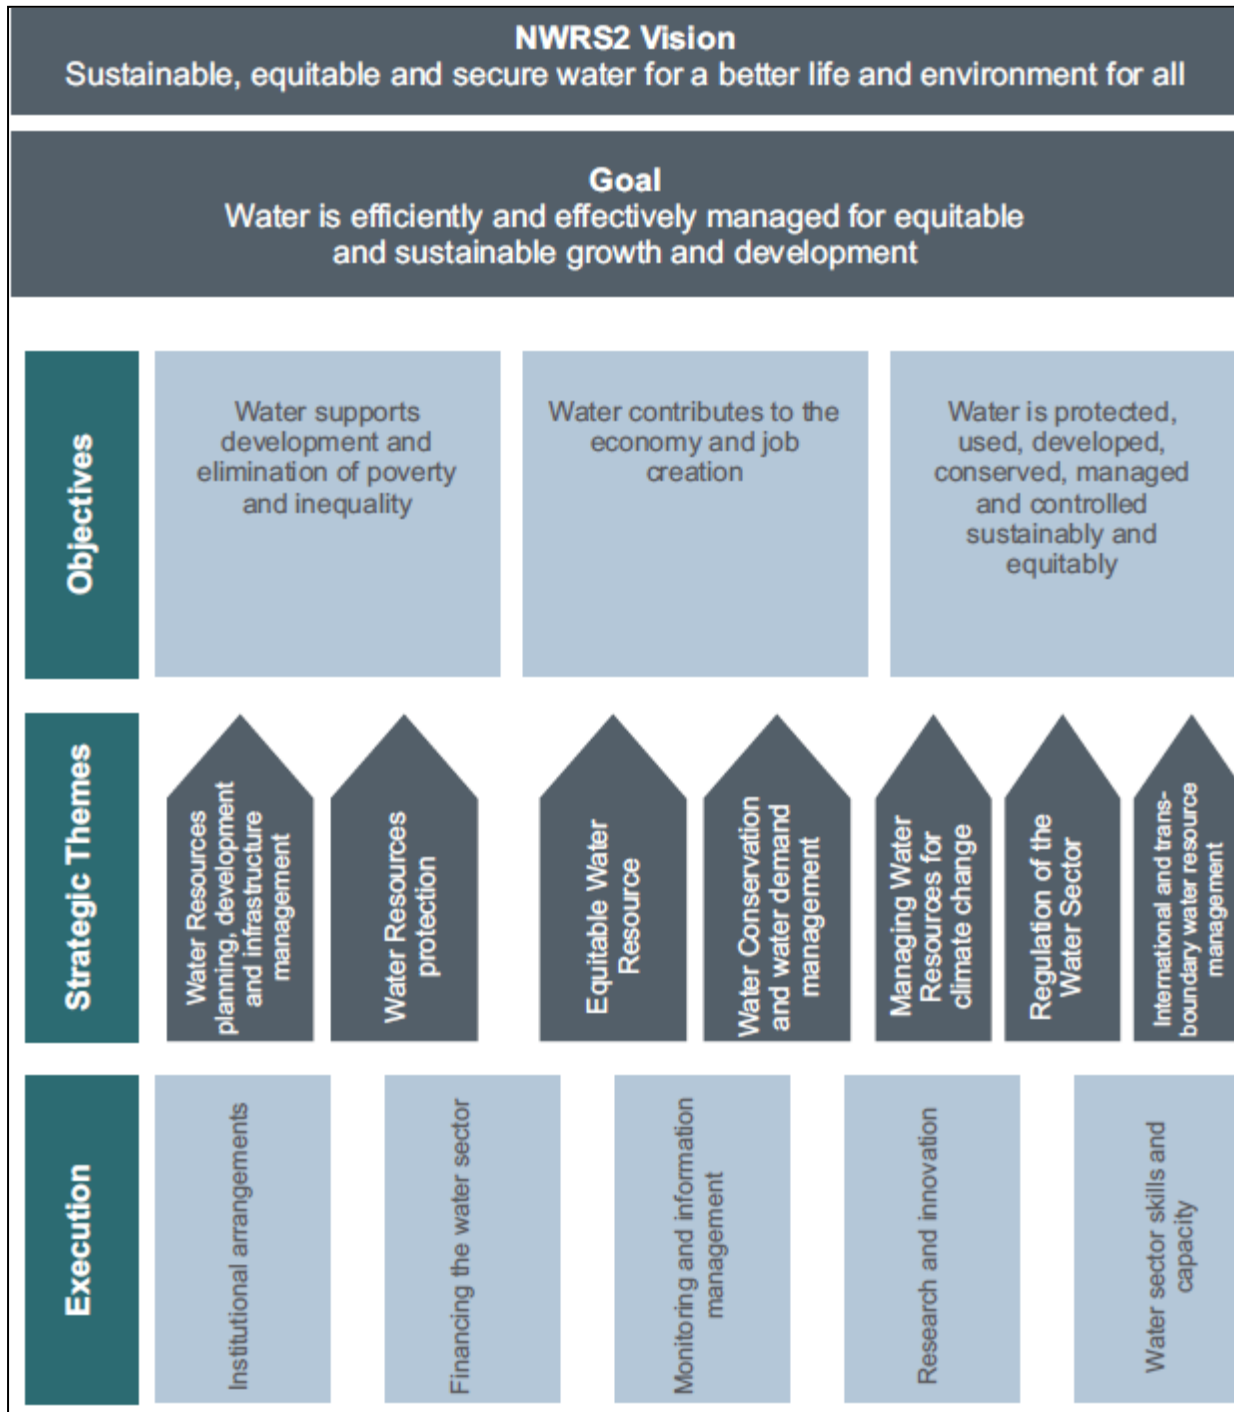 NWRS2 Vision
Sustainable, equitable and secure water for a better life and environment for all
Goal
Water is efficiently and effectively managed for equitable
and sustainable growth and development
Objectives
Water supports
development and
elimination of poverty
and inequality
Water contributes to the
economy and job
creation
Water is protected,
used, developed,
conserved, managed
and controlled
sustainably and
equitably
Strategic Themes
Water Resources
planning, development
and infrastructure
management
Water Resources
protection
Equitable Water
Resource
Water Conservation
and water demand
management
Managing Water
Resources for
climate change
Regulation of the
Water Sector
International and trans-
boundary water resource
management
Execution
Institutional arrangements
Financing the water sector
Monitoring and information
management
Research and innovation
Water sector skills and
capacity